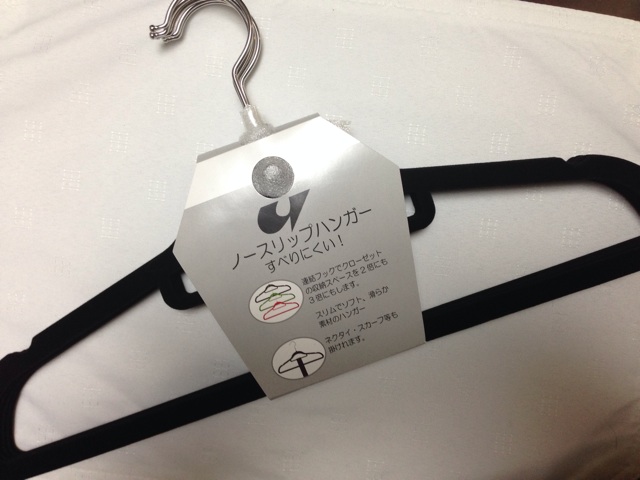 ノースリップハンガー
すべりにくい！
連結フックでクローゼット
の収納スペースを2倍にも
3倍にもします。
スリムでソフト、滑らか
素材のハンガー
ネクタイ・スカーフ等も
掛けれます。